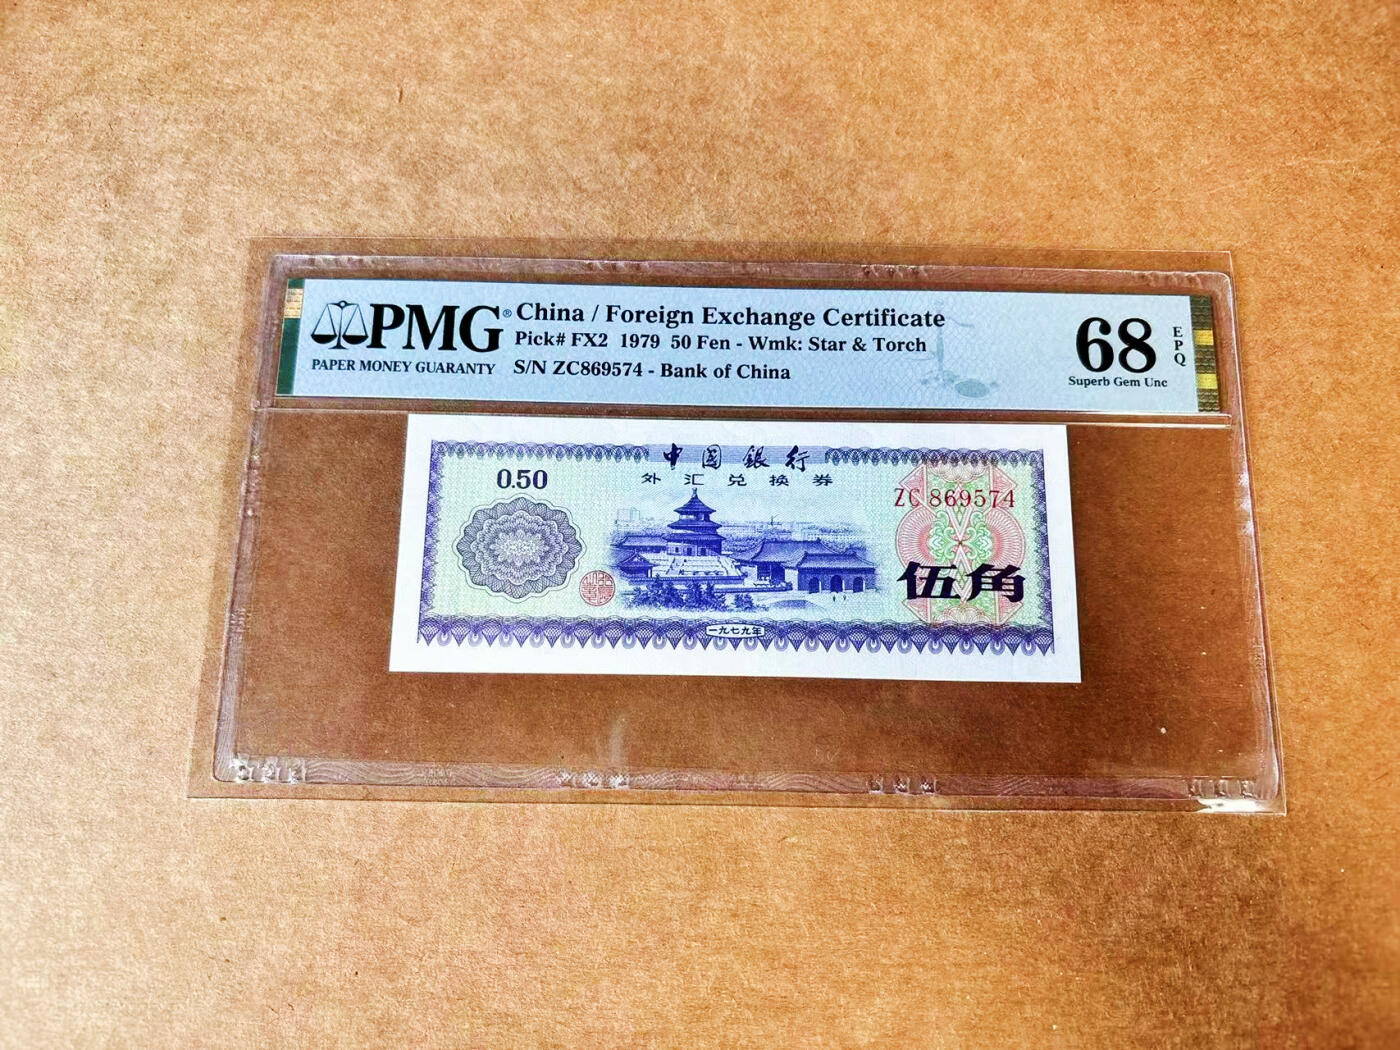 PMG®
PAPER MONEY GUARANTY
China / Foreign Exchange Certificate
Pick# FX2 1979 50 Fen - Wmk: Star & Torch
S/N ZC869574 - Bank of China
68
EPQ
Superb Gem Unc
中国银行
外汇兑换券
0.50
ZC 869574
伍角
一九七九年